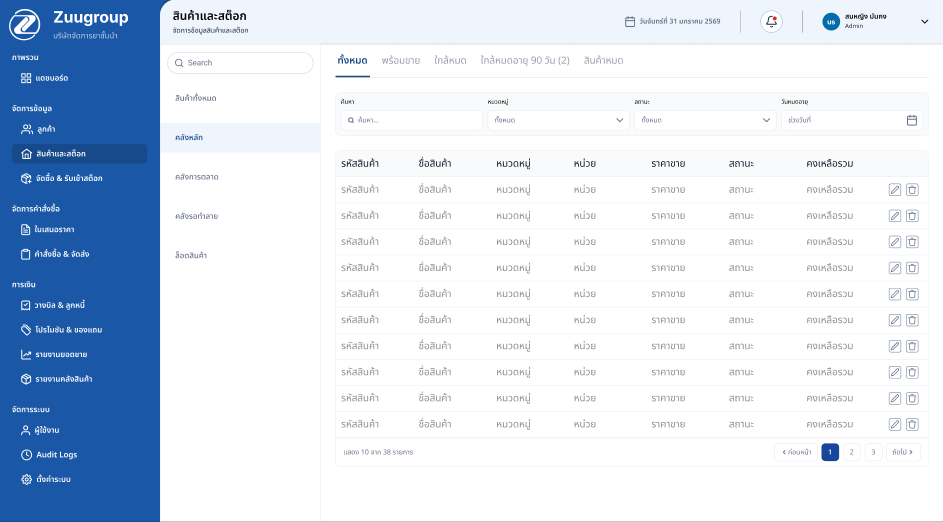 Zuugroup
บริษัทจัดการยาชั้นนำ
ภาพรวม
แดชบอร์ด
จัดการข้อมูล
ลูกค้า
สินค้าและสต็อก
จัดซื้อ & รับเข้าสต็อก
จัดการคำสั่งซื้อ
ใบเสนอราคา
คำสั่งซื้อ & จัดส่ง
การเงิน
วางบิล & ลูกหนี้
โปรโมชัน & ของแถม
รายงานยอดขาย
รายงานคลังสินค้า
จัดการระบบ
ผู้ใช้งาน
Audit Logs
ตั้งค่าระบบ
สินค้าและสต็อก
จัดการข้อมูลสินค้าและสต็อก
วันจันทร์ที่ 31 มกราคม 2569
us
สมหญิง มั่นคง
Admin
Search
สินค้าทั้งหมด
คลังหลัก
คลังการตลาด
คลังรอทำลาย
ล็อตสินค้า
ทั้งหมด พร้อมขาย ใกล้หมด ใกล้หมดอายุ 90 วัน (2) สินค้าหมด
ค้นหา หมวดหมู่ สถานะ วันหมดอายุ
ค้นหา... ทั้งหมด ทั้งหมด ช่วงวันที่
รหัสสินค้า ชื่อสินค้า หมวดหมู่ หน่วย ราคาขาย สถานะ คงเหลือรวม
รหัสสินค้า ชื่อสินค้า หมวดหมู่ หน่วย ราคาขาย สถานะ คงเหลือรวม
รหัสสินค้า ชื่อสินค้า หมวดหมู่ หน่วย ราคาขาย สถานะ คงเหลือรวม
รหัสสินค้า ชื่อสินค้า หมวดหมู่ หน่วย ราคาขาย สถานะ คงเหลือรวม
รหัสสินค้า ชื่อสินค้า หมวดหมู่ หน่วย ราคาขาย สถานะ คงเหลือรวม
รหัสสินค้า ชื่อสินค้า หมวดหมู่ หน่วย ราคาขาย สถานะ คงเหลือรวม
รหัสสินค้า ชื่อสินค้า หมวดหมู่ หน่วย ราคาขาย สถานะ คงเหลือรวม
รหัสสินค้า ชื่อสินค้า หมวดหมู่ หน่วย ราคาขาย สถานะ คงเหลือรวม
รหัสสินค้า ชื่อสินค้า หมวดหมู่ หน่วย ราคาขาย สถานะ คงเหลือรวม
รหัสสินค้า ชื่อสินค้า หมวดหมู่ หน่วย ราคาขาย สถานะ คงเหลือรวม
รหัสสินค้า ชื่อสินค้า หมวดหมู่ หน่วย ราคาขาย สถานะ คงเหลือรวม
แสดง 10 จาก 38 รายการ ก่อนหน้า 1 2 3 ถัดไป